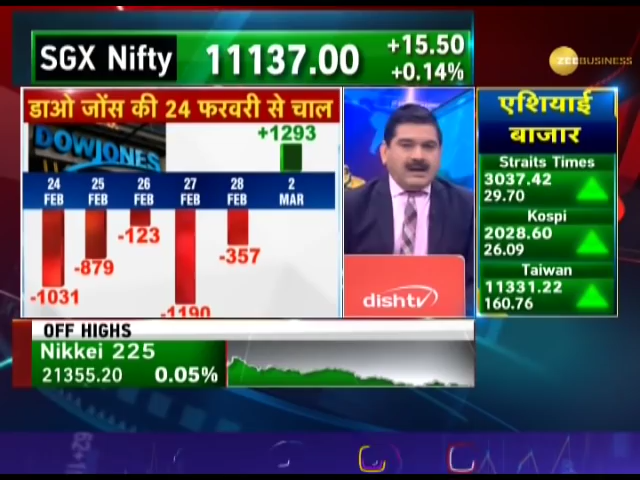 SGX Nifty 11137.00 +15.50
+0.14%
ZEEBUSINESS
डाओ जोंस की 24 फरवरी से चाल
DOWJONES
+1293
24 FEB
25 FEB
26 FEB
27 FEB
28 FEB
2 MAR
-1031
-879
-123
-1190
-357
dishtv
एशियाई
बाजार
Straits Times
3037.42
29.70
Kospi
2028.60
26.09
Taiwan
11331.22
160.76
OFF HIGHS
Nikkei 225
21355.20 0.05%